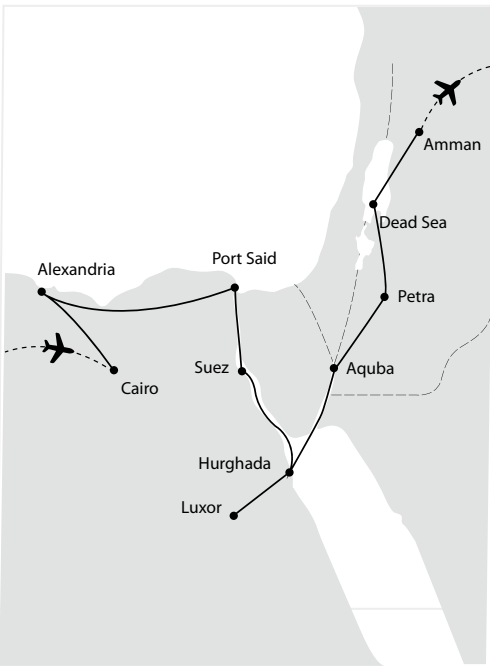 Amman
Dead Sea
Port Said
Alexandria
Petra
Suez
Aquba
Cairo
Hurghada
Luxor